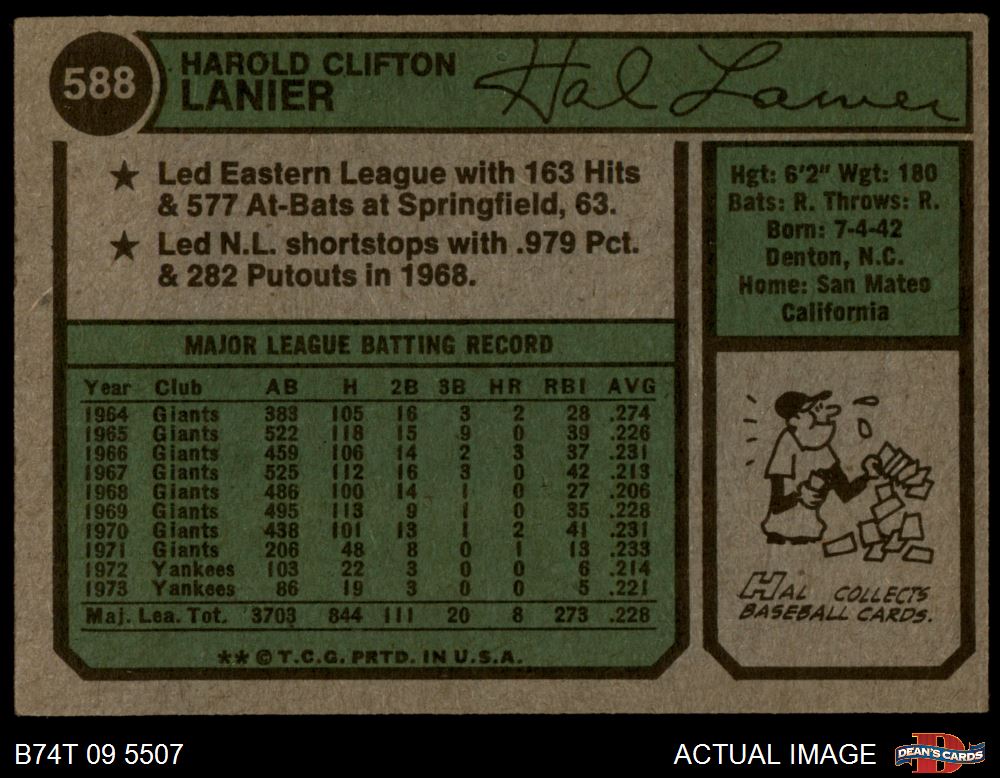 588
HAROLD CLIFTON
LANIER
Hal Lanier
★ Led Eastern League with 163 Hits
& 577 At-Bats at Springfield, 63.
★ Led N.L. shortstops with .979 Pct.
& 282 Putouts in 1968.
Hgt: 6'2" Wgt: 180
Bats: R. Throws: R.
Born: 7-4-42
Denton, N.C.
Home: San Mateo
California
MAJOR LEAGUE BATTING RECORD
Year Club AB H 2B 3B HR RBI AVG
1964 Giants 383 105 16 3 2 28 .274
1965 Giants 522 118 15 9 0 39 .226
1966 Giants 459 106 14 2 3 37 .231
1967 Giants 525 112 16 3 0 42 .213
1968 Giants 486 100 14 1 0 27 .206
1969 Giants 495 113 9 1 0 35 .228
1970 Giants 438 101 13 1 2 41 .231
1971 Giants 206 48 8 0 1 13 .233
1972 Yankees 103 22 3 0 0 6 .214
1973 Yankees 86 19 3 0 0 5 .221
Maj. Lea. Tot. 3703 844 111 20 8 273 .228
** © T.C.G. PRTD. IN U.S.A.
HAL COLLECTS
BASEBALL CARDS.
B74T 09 5507
ACTUAL IMAGE
D
DEAN'S CARDS